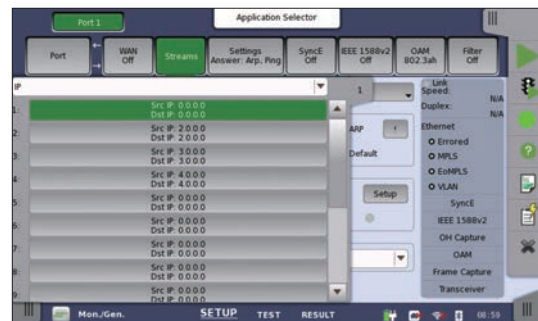 Port 1
Application Selector
Port
WAN Off
Streams
Settings Answer: Arp, Ping
SyncE Off
IEEE 1588v2 Off
OAM 802.3ah
Filter Off
IP
1
Link
Speed:
N/A
Duplex:
N/A
1:
Src IP: 0.0.0.0
Dst IP: 0.0.0.0
2:
Src IP: 2.0.0.0
Dst IP: 2.0.0.0
3:
Src IP: 3.0.0.0
Dst IP: 3.0.0.0
4:
Src IP: 4.0.0.0
Dst IP: 4.0.0.0
5:
Src IP: 0.0.0.0
Dst IP: 0.0.0.0
6:
Src IP: 0.0.0.0
Dst IP: 0.0.0.0
7:
Src IP: 0.0.0.0
Dst IP: 0.0.0.0
8:
Src IP: 0.0.0.0
Dst IP: 0.0.0.0
9:
Src IP: 0.0.0.0
Dst IP: 0.0.0.0
ARP
!
Default
Setup
Ethernet
Errored
MPLS
EoMPLS
VLAN
SyncE
IEEE 1588v2
OH Capture
OAM
Frame Capture
Transceiver
Mon./Gen.
SETUP
TEST
RESULT
08:59